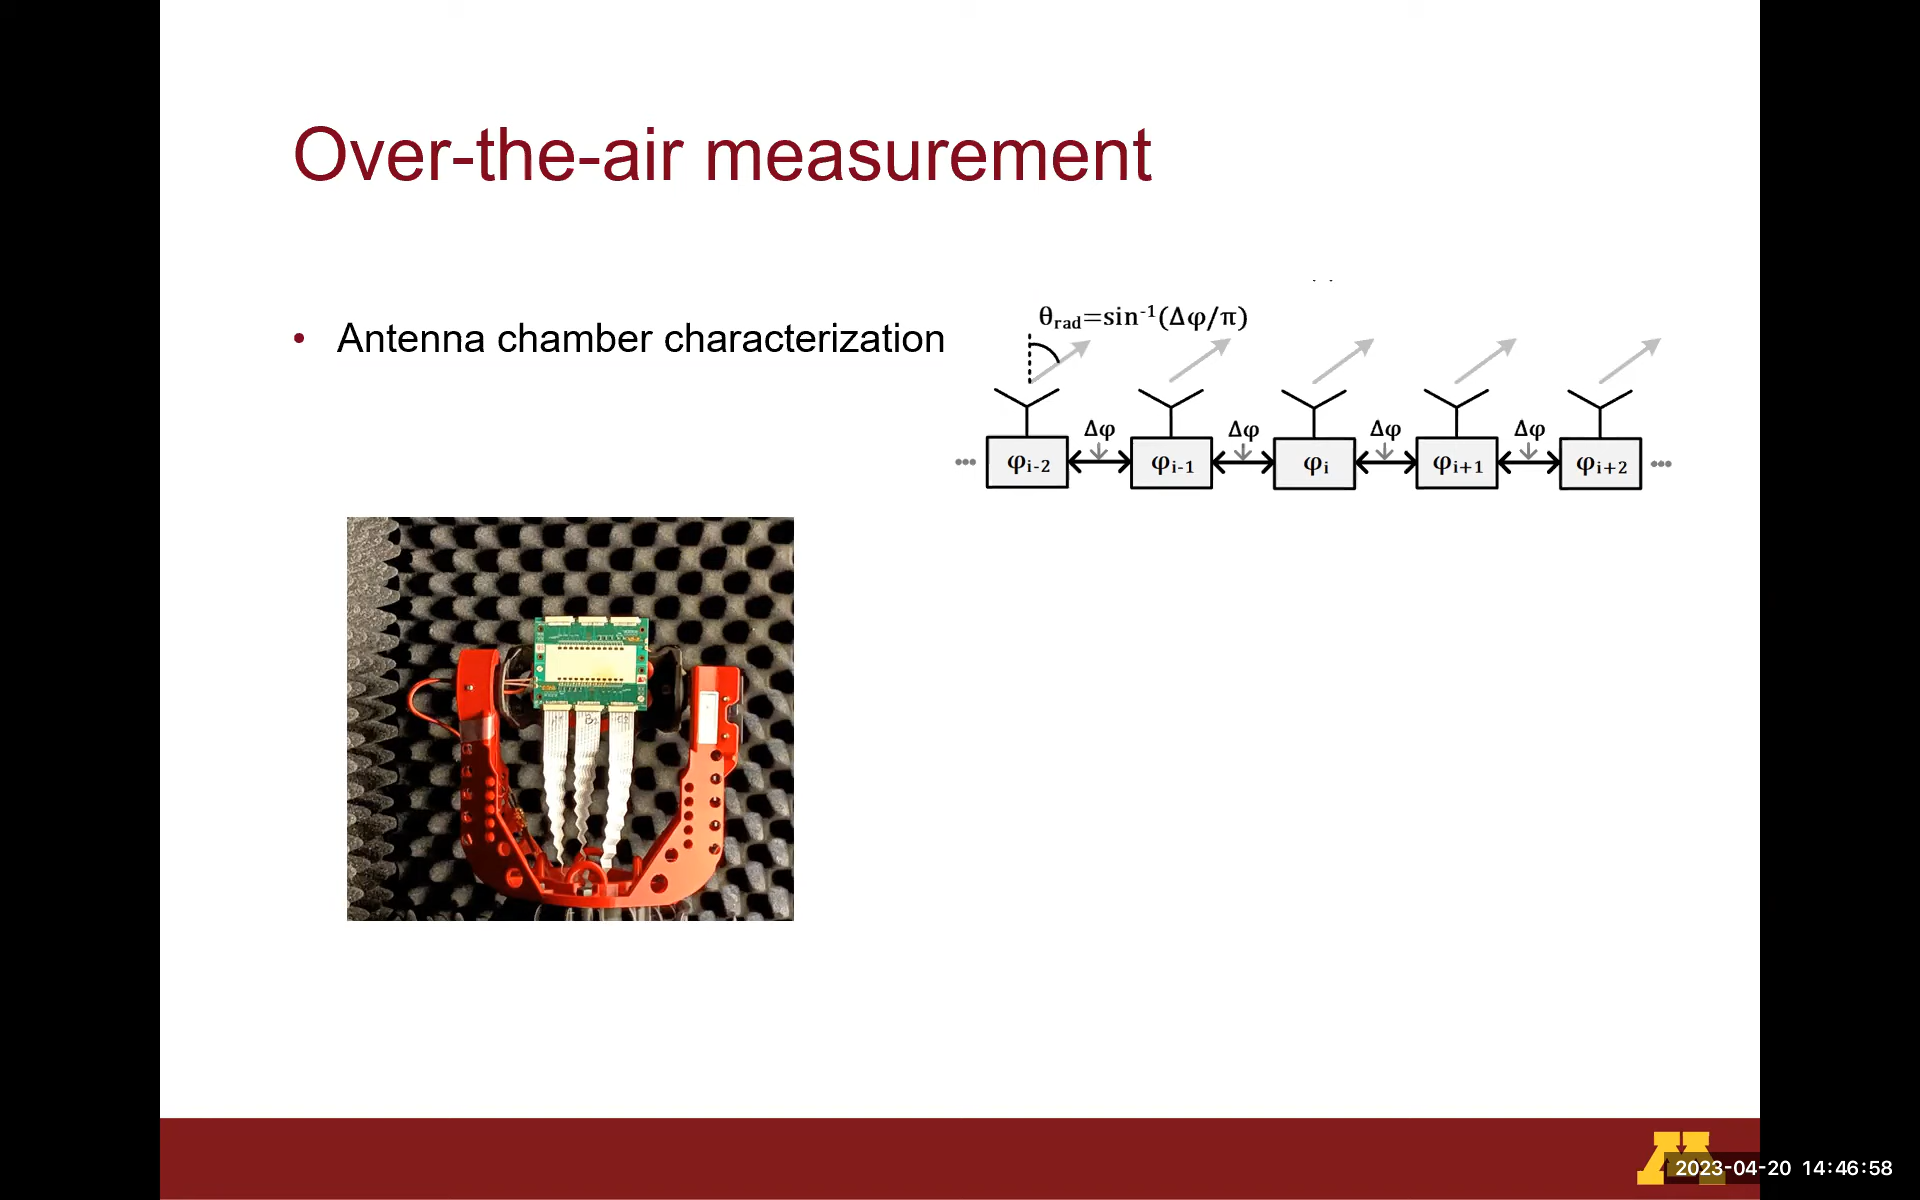 Over-the-air measurement
• Antenna chamber characterization
θrad=sin-1(Δφ/π)
Δφ Δφ Δφ Δφ
••• φi-2 φi-1 φi φi+1 φi+2 •••
2023-04-20 14:46:58